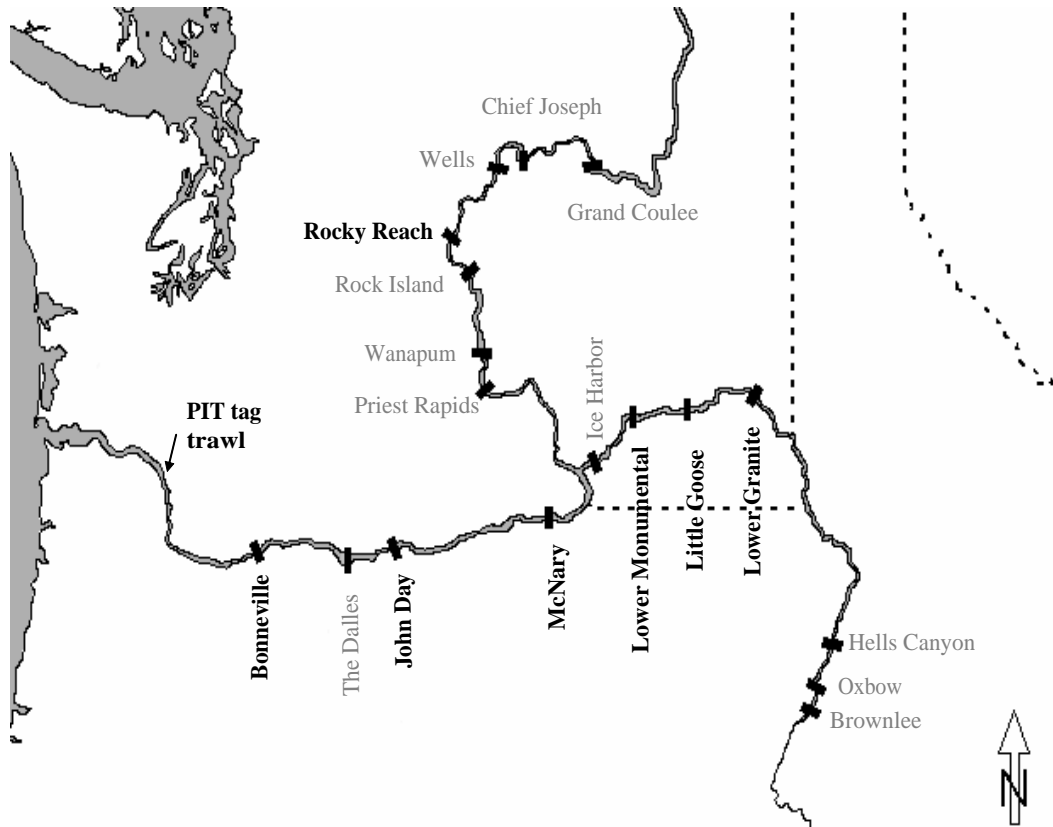 Chief Joseph
Wells
Grand Coulee
Rocky Reach
Rock Island
Wanapum
Priest Rapids
Ice Harbor
PIT tag
trawl
Bonneville
The Dalles
John Day
McNary
Lower Monumental
Little Goose
Lower Granite
Hells Canyon
Oxbow
Brownlee
N